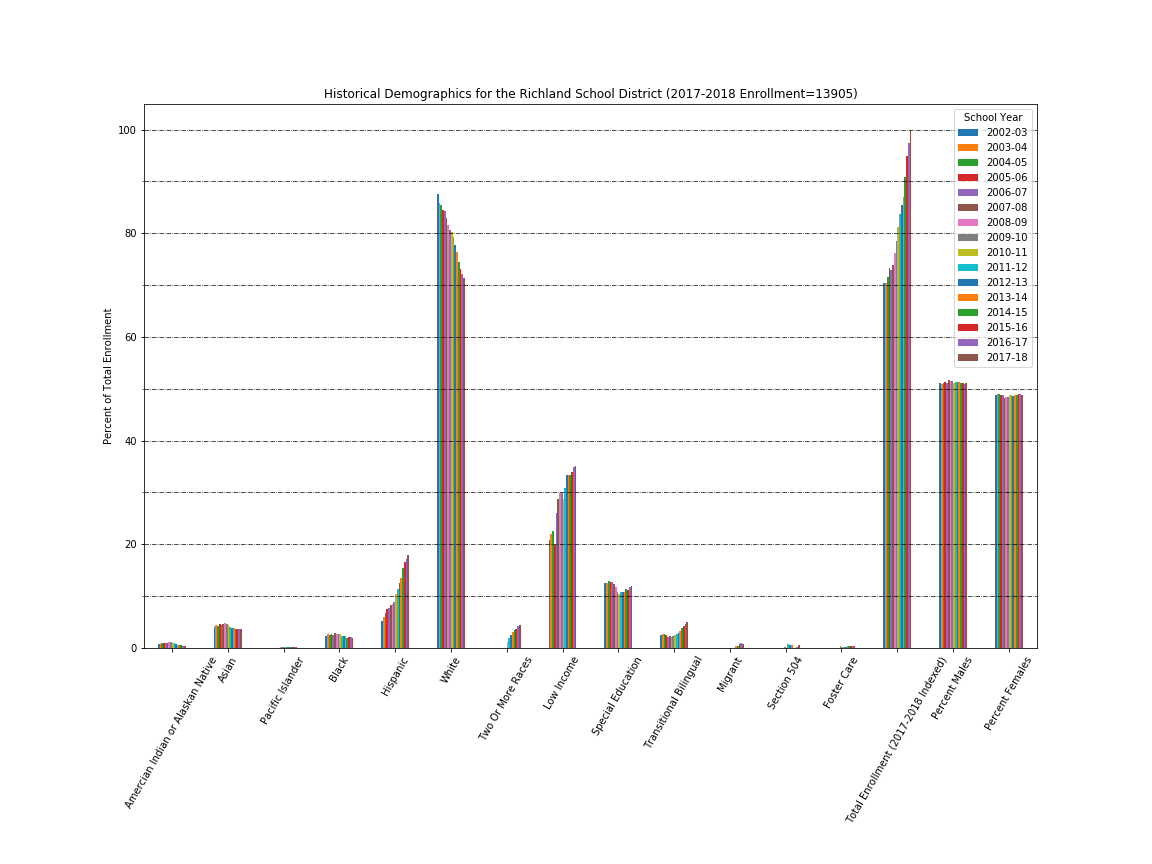 Historical Demographics for the Richland School District (2017-2018 Enrollment=13905)
Percent of Total Enrollment
100
80
60
40
20
0
School Year
2002-03
2003-04
2004-05
2005-06
2006-07
2007-08
2008-09
2009-10
2010-11
2011-12
2012-13
2013-14
2014-15
2015-16
2016-17
2017-18
Amercian Indian or Alaskan Native
Asian
Pacific Islander
Black
Hispanic
White
Two Or More Races
Low Income
Special Education
Transitional Bilingual
Migrant
Section 504
Foster Care
Total Enrollment (2017-2018 Indexed)
Percent Males
Percent Females